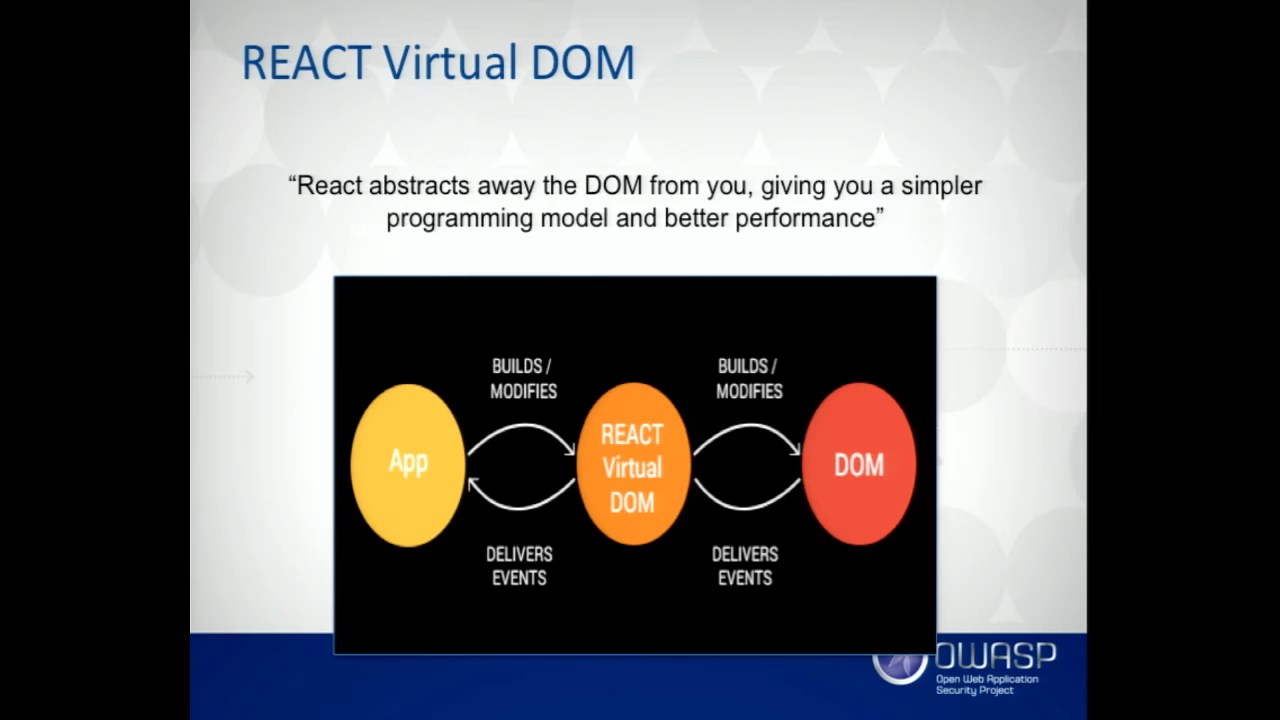 REACT Virtual DOM
“React abstracts away the DOM from you, giving you a simpler
programming model and better performance”
BUILDS /
MODIFIES
BUILDS /
MODIFIES
App
REACT
Virtual
DOM
DOM
DELIVERS
EVENTS
DELIVERS
EVENTS
OWASP
Open Web Application
Security Project